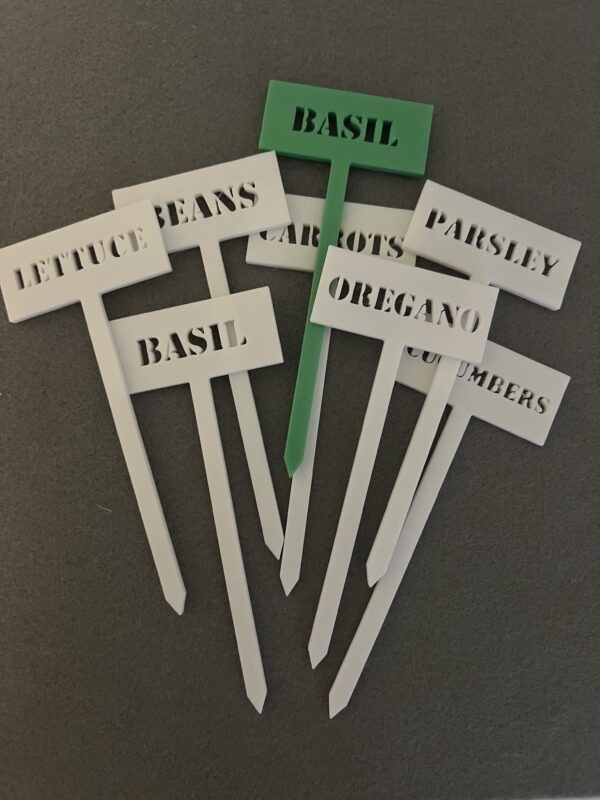 BASIL
BEANS
CARROTS
PARSLEY
LETTUCE
OREGANO
BASIL
CUCUMBERS